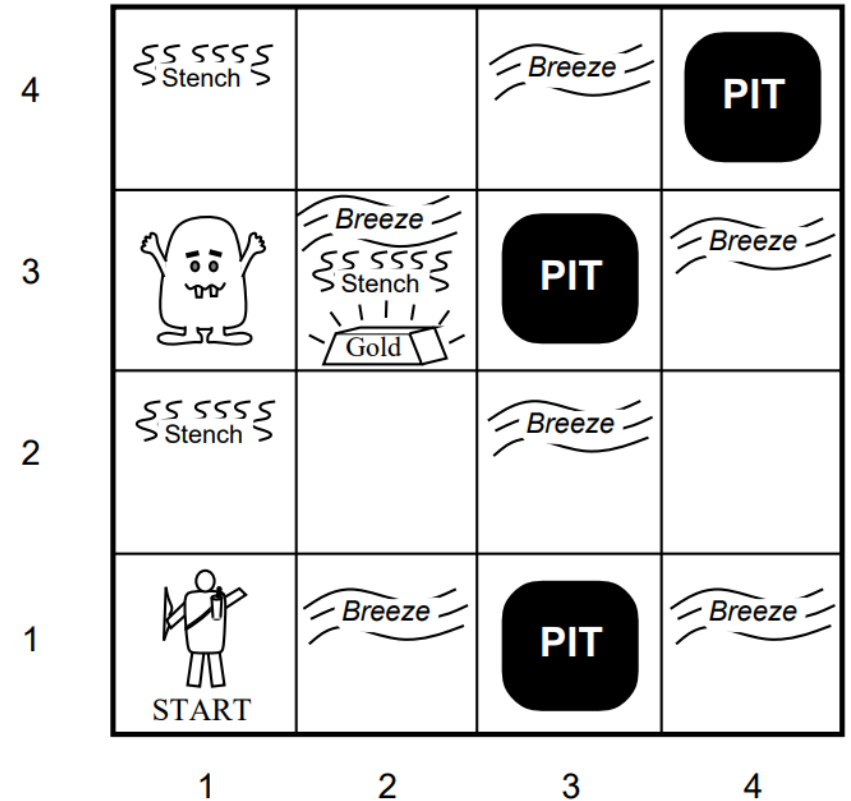 4
Stench
Breeze
PIT
3
Breeze
Stench
Gold
PIT
Breeze
2
Stench
Breeze
1
START
Breeze
PIT
Breeze
1 2 3 4